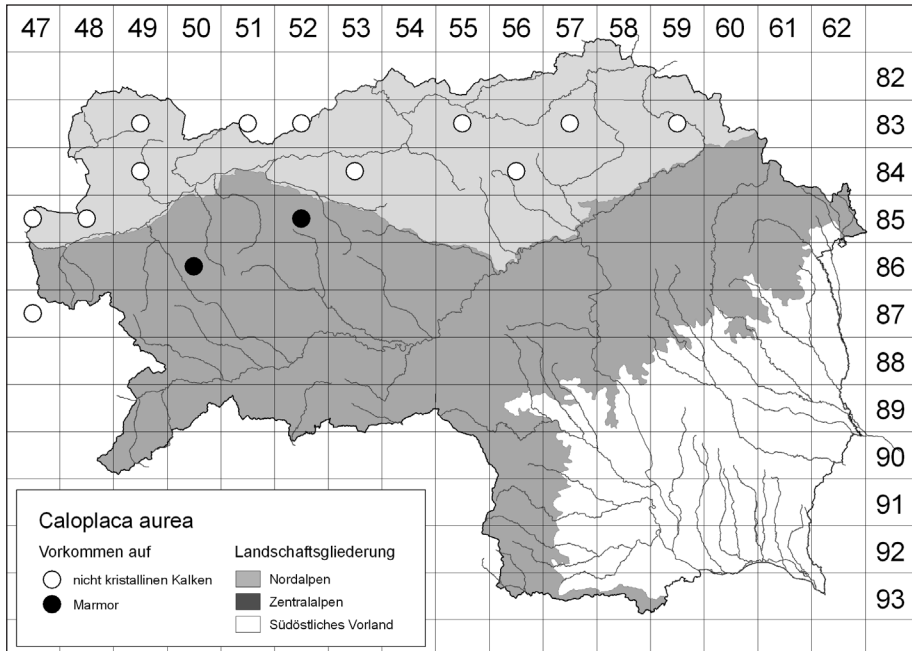 47 48 49 50 51 52 53 54 55 56 57 58 59 60 61 62
82
83
84
85
86
87
88
89
90
91
92
93
Caloplaca aurea
Vorkommen auf
nicht kristallinen Kalken
Marmor
Landschaftsgliederung
Nordalpen
Zentralalpen
Südöstliches Vorland